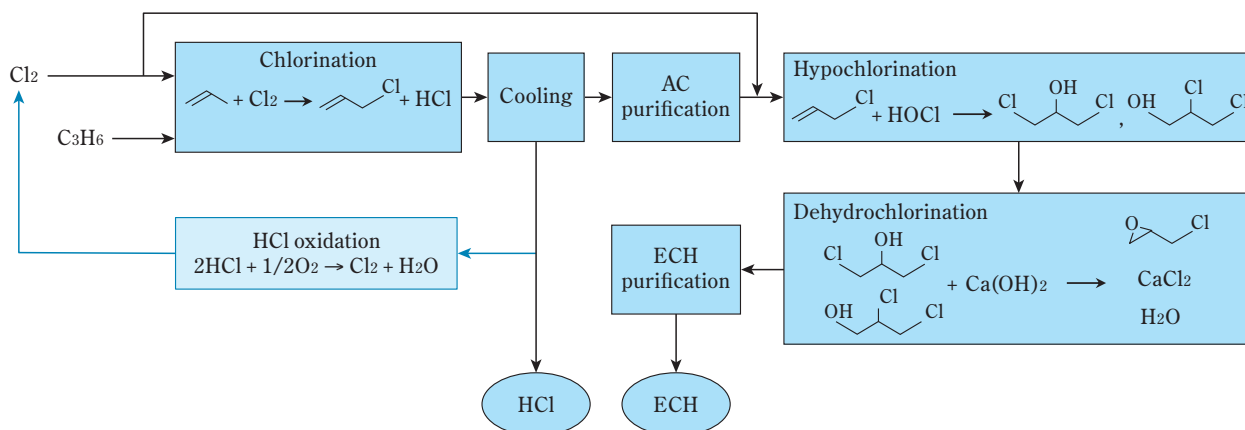 Cl2
C3H6
Chlorination
+ Cl2 → Cl + HCl
Cooling
AC
purification
Hypochlorination
Cl
+ HOCl →
OH
Cl Cl
,
OH Cl Cl
HCl oxidation
2HCl + 1/2O2 → Cl2 + H2O
ECH
purification
Dehydrochlorination
OH
Cl Cl
OH Cl Cl
+ Ca(OH)2 →
O Cl
CaCl2
H2O
HCl
ECH